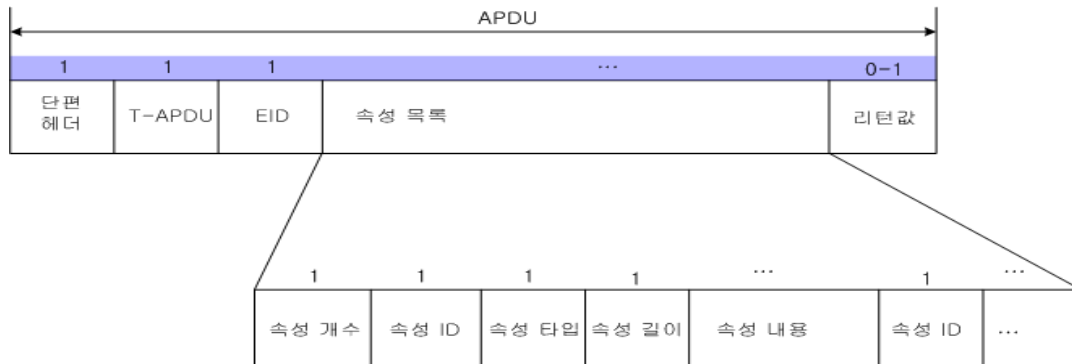 APDU
1 1 1 ... 0-1
단편 헤더 T-APDU EID 속성 목록 리턴값
1 1 1 1 ... 1 ...
속성 개수 속성 ID 속성 타입 속성 길이 속성 내용 속성 ID ...